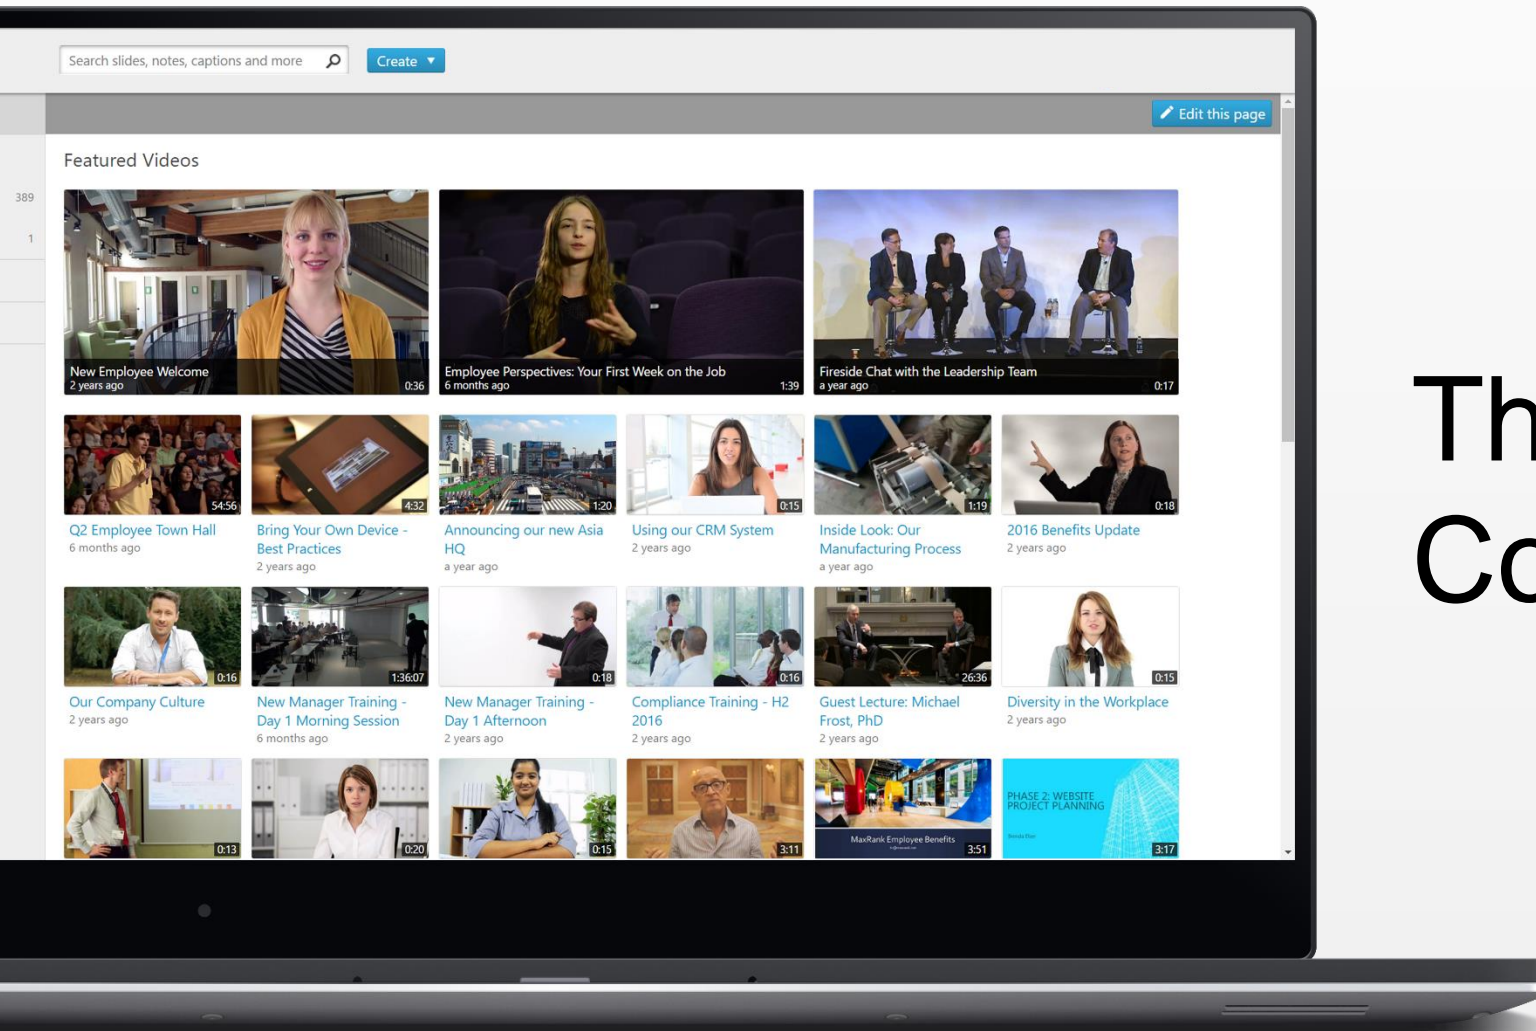 Search slides, notes, captions and more
Create
Edit this page
Featured Videos
389
1
New Employee Welcome
2 years ago
0:36
Employee Perspectives: Your First Week on the Job
6 months ago
1:39
Fireside Chat with the Leadership Team
a year ago
0:17
54:56
4:32
1:20
0:15
1:19
0:18
Q2 Employee Town Hall
6 months ago
Bring Your Own Device -
Best Practices
2 years ago
Announcing our new Asia
HQ
a year ago
Using our CRM System
2 years ago
Inside Look: Our
Manufacturing Process
a year ago
2016 Benefits Update
2 years ago
0:16
1:36:07
0:18
0:16
26:36
0:15
Our Company Culture
2 years ago
New Manager Training -
Day 1 Morning Session
6 months ago
New Manager Training -
Day 1 Afternoon
2 years ago
Compliance Training - H2
2016
2 years ago
Guest Lecture: Michael
Frost, PhD
2 years ago
Diversity in the Workplace
2 years ago
0:13
0:20
0:15
3:11
MaxRank Employee Benefits
3:51
PHASE 2: WEBSITE
PROJECT PLANNING
3:17
Th
Co